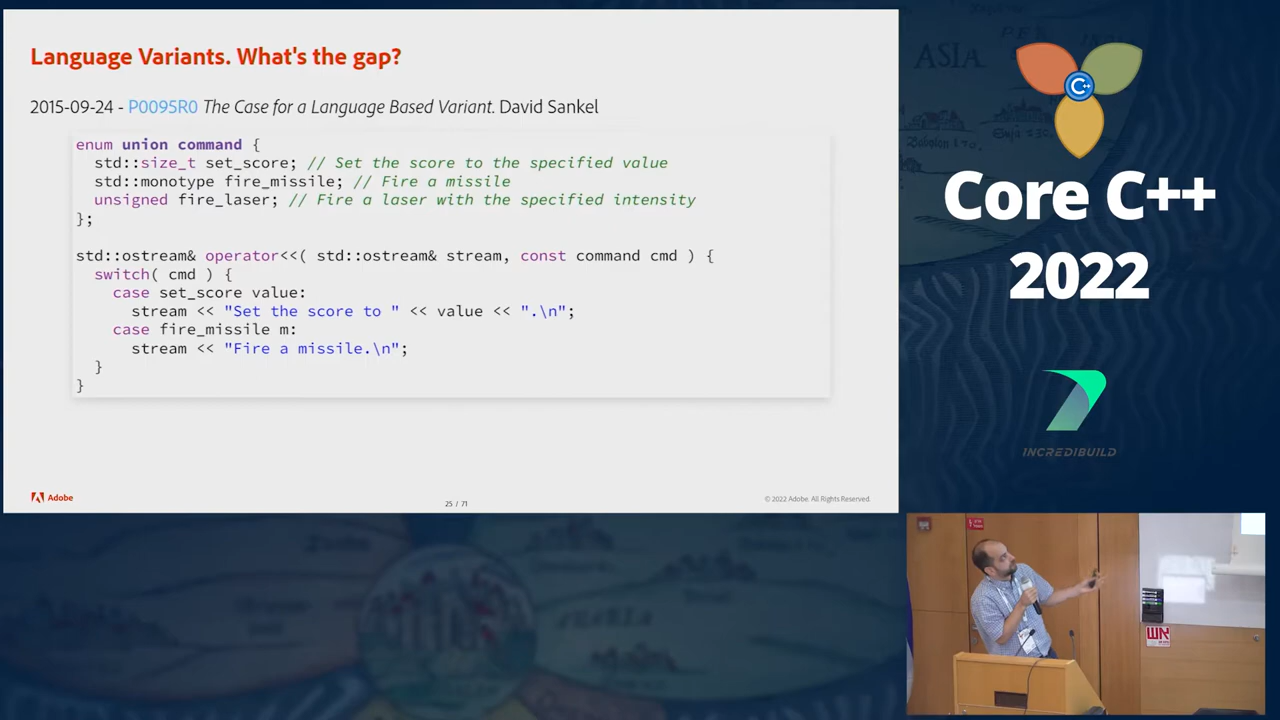 Language Variants. What's the gap?
2015-09-24 - P0095R0 The Case for a Language Based Variant. David Sankel
enum union command {
  std::size_t set_score; // Set the score to the specified value
  std::monotype fire_missile; // Fire a missile
  unsigned fire_laser; // Fire a laser with the specified intensity
};
std::ostream& operator<<( std::ostream& stream, const command cmd ) {
  switch( cmd ) {
    case set_score value:
      stream << "Set the score to " << value << ".\n";
    case fire_missile m:
      stream << "Fire a missile.\n";
  }
}
Adobe
25 / 71
© 2022 Adobe. All Rights Reserved.
ASIA
C++
Core C++
2022
INCREDIBUILD